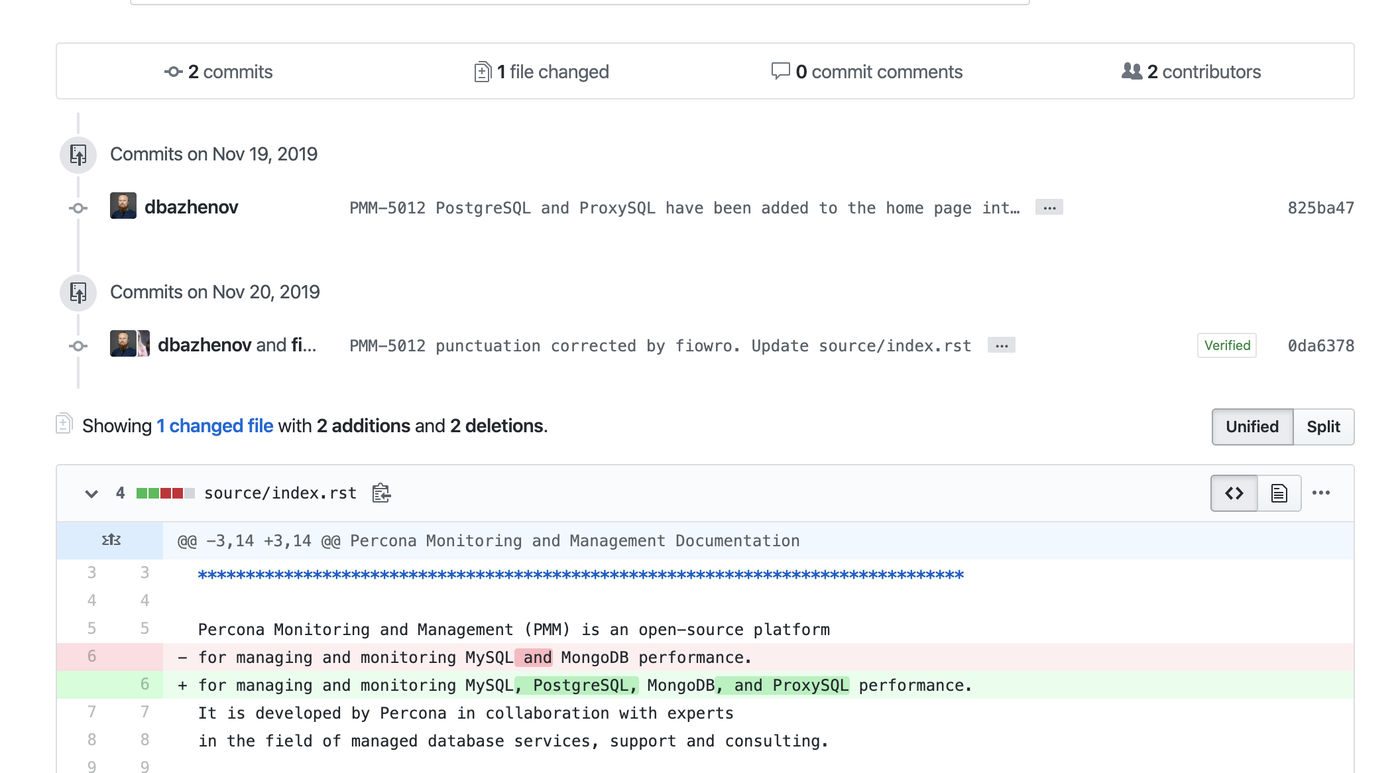 2 commits 1 file changed 0 commit comments 2 contributors
Commits on Nov 19, 2019
dbazhenov PMM-5012 PostgreSQL and ProxySQL have been added to the home page int… … 825ba47
Commits on Nov 20, 2019
dbazhenov and fi... PMM-5012 punctuation corrected by fiowro. Update source/index.rst … Verified 0da6378
Showing 1 changed file with 2 additions and 2 deletions. Unified Split
4 source/index.rst <> …
@@ -3,14 +3,14 @@ Percona Monitoring and Management Documentation
3 3 ********************************************************************************
4 4
5 5 Percona Monitoring and Management (PMM) is an open-source platform
6 - for managing and monitoring MySQL and MongoDB performance.
6 + for managing and monitoring MySQL, PostgreSQL, MongoDB, and ProxySQL performance.
7 7 It is developed by Percona in collaboration with experts
8 8 in the field of managed database services, support and consulting.
9 9